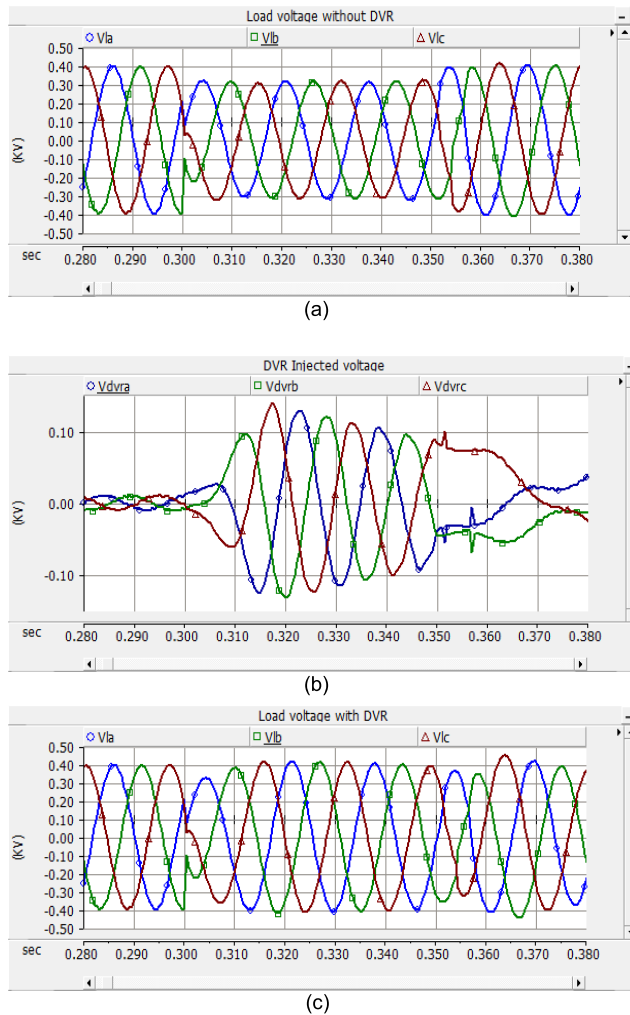 Load voltage without DVR
Vla Vlb Vlc
0.50
0.40
0.30
0.20
0.10
0.00
-0.10
-0.20
-0.30
-0.40
-0.50
(KV)
sec 0.280 0.290 0.300 0.310 0.320 0.330 0.340 0.350 0.360 0.370 0.380
(a)
DVR Injected voltage
Vdvra Vdvrb Vdvrc
0.10
0.00
-0.10
sec 0.280 0.290 0.300 0.310 0.320 0.330 0.340 0.350 0.360 0.370 0.380
(b)
Load voltage with DVR
Vla Vlb Vlc
0.50
0.40
0.30
0.20
0.10
0.00
-0.10
-0.20
-0.30
-0.40
-0.50
(KV)
sec 0.280 0.290 0.300 0.310 0.320 0.330 0.340 0.350 0.360 0.370 0.380
(c)